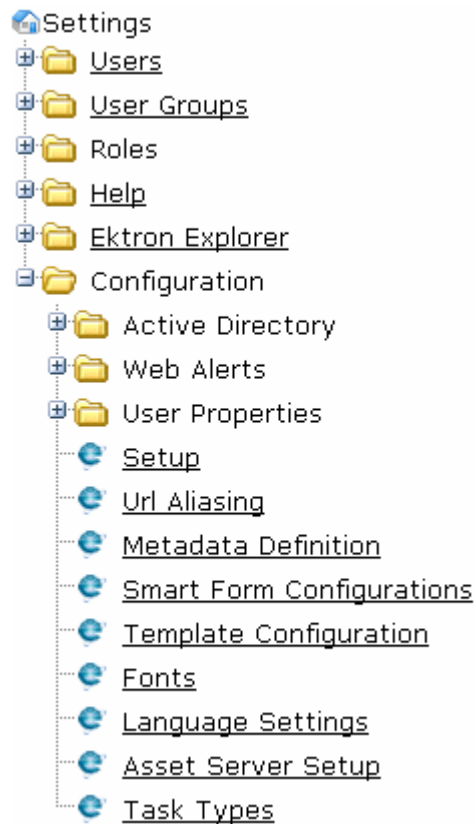 Settings
Users
User Groups
Roles
Help
Ektron Explorer
Configuration
Active Directory
Web Alerts
User Properties
Setup
Url Aliasing
Metadata Definition
Smart Form Configurations
Template Configuration
Fonts
Language Settings
Asset Server Setup
Task Types